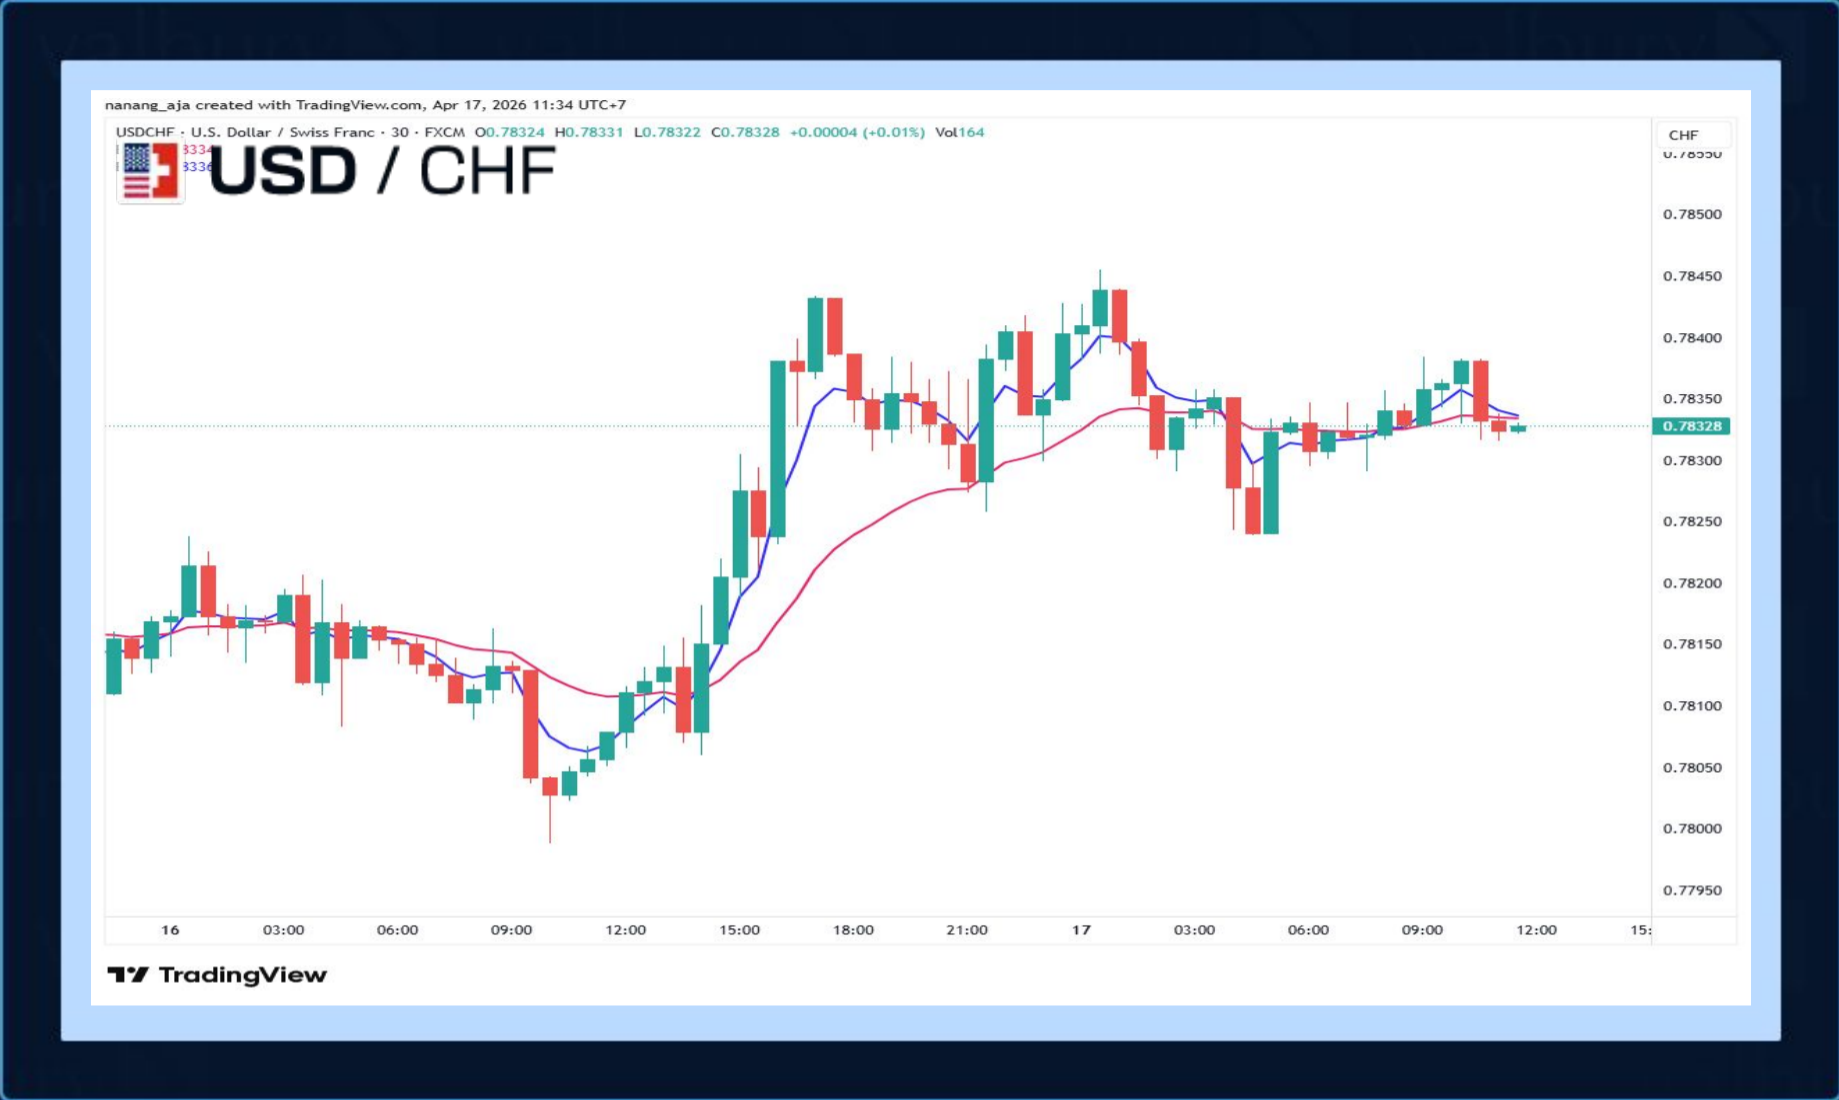 nanang_aja created with TradingView.com, Apr 17, 2026 11:34 UTC+7
USDCHF · U.S. Dollar / Swiss Franc · 30 · FXCM O0.78324 H0.78331 L0.78322 C0.78328 +0.00004 (+0.01%) Vol164
USD / CHF
CHF
0.78550
0.78500
0.78450
0.78400
0.78350
0.78328
0.78300
0.78250
0.78200
0.78150
0.78100
0.78050
0.78000
0.77950
16 03:00 06:00 09:00 12:00 15:00 18:00 21:00 17 03:00 06:00 09:00 12:00 15:
TradingView